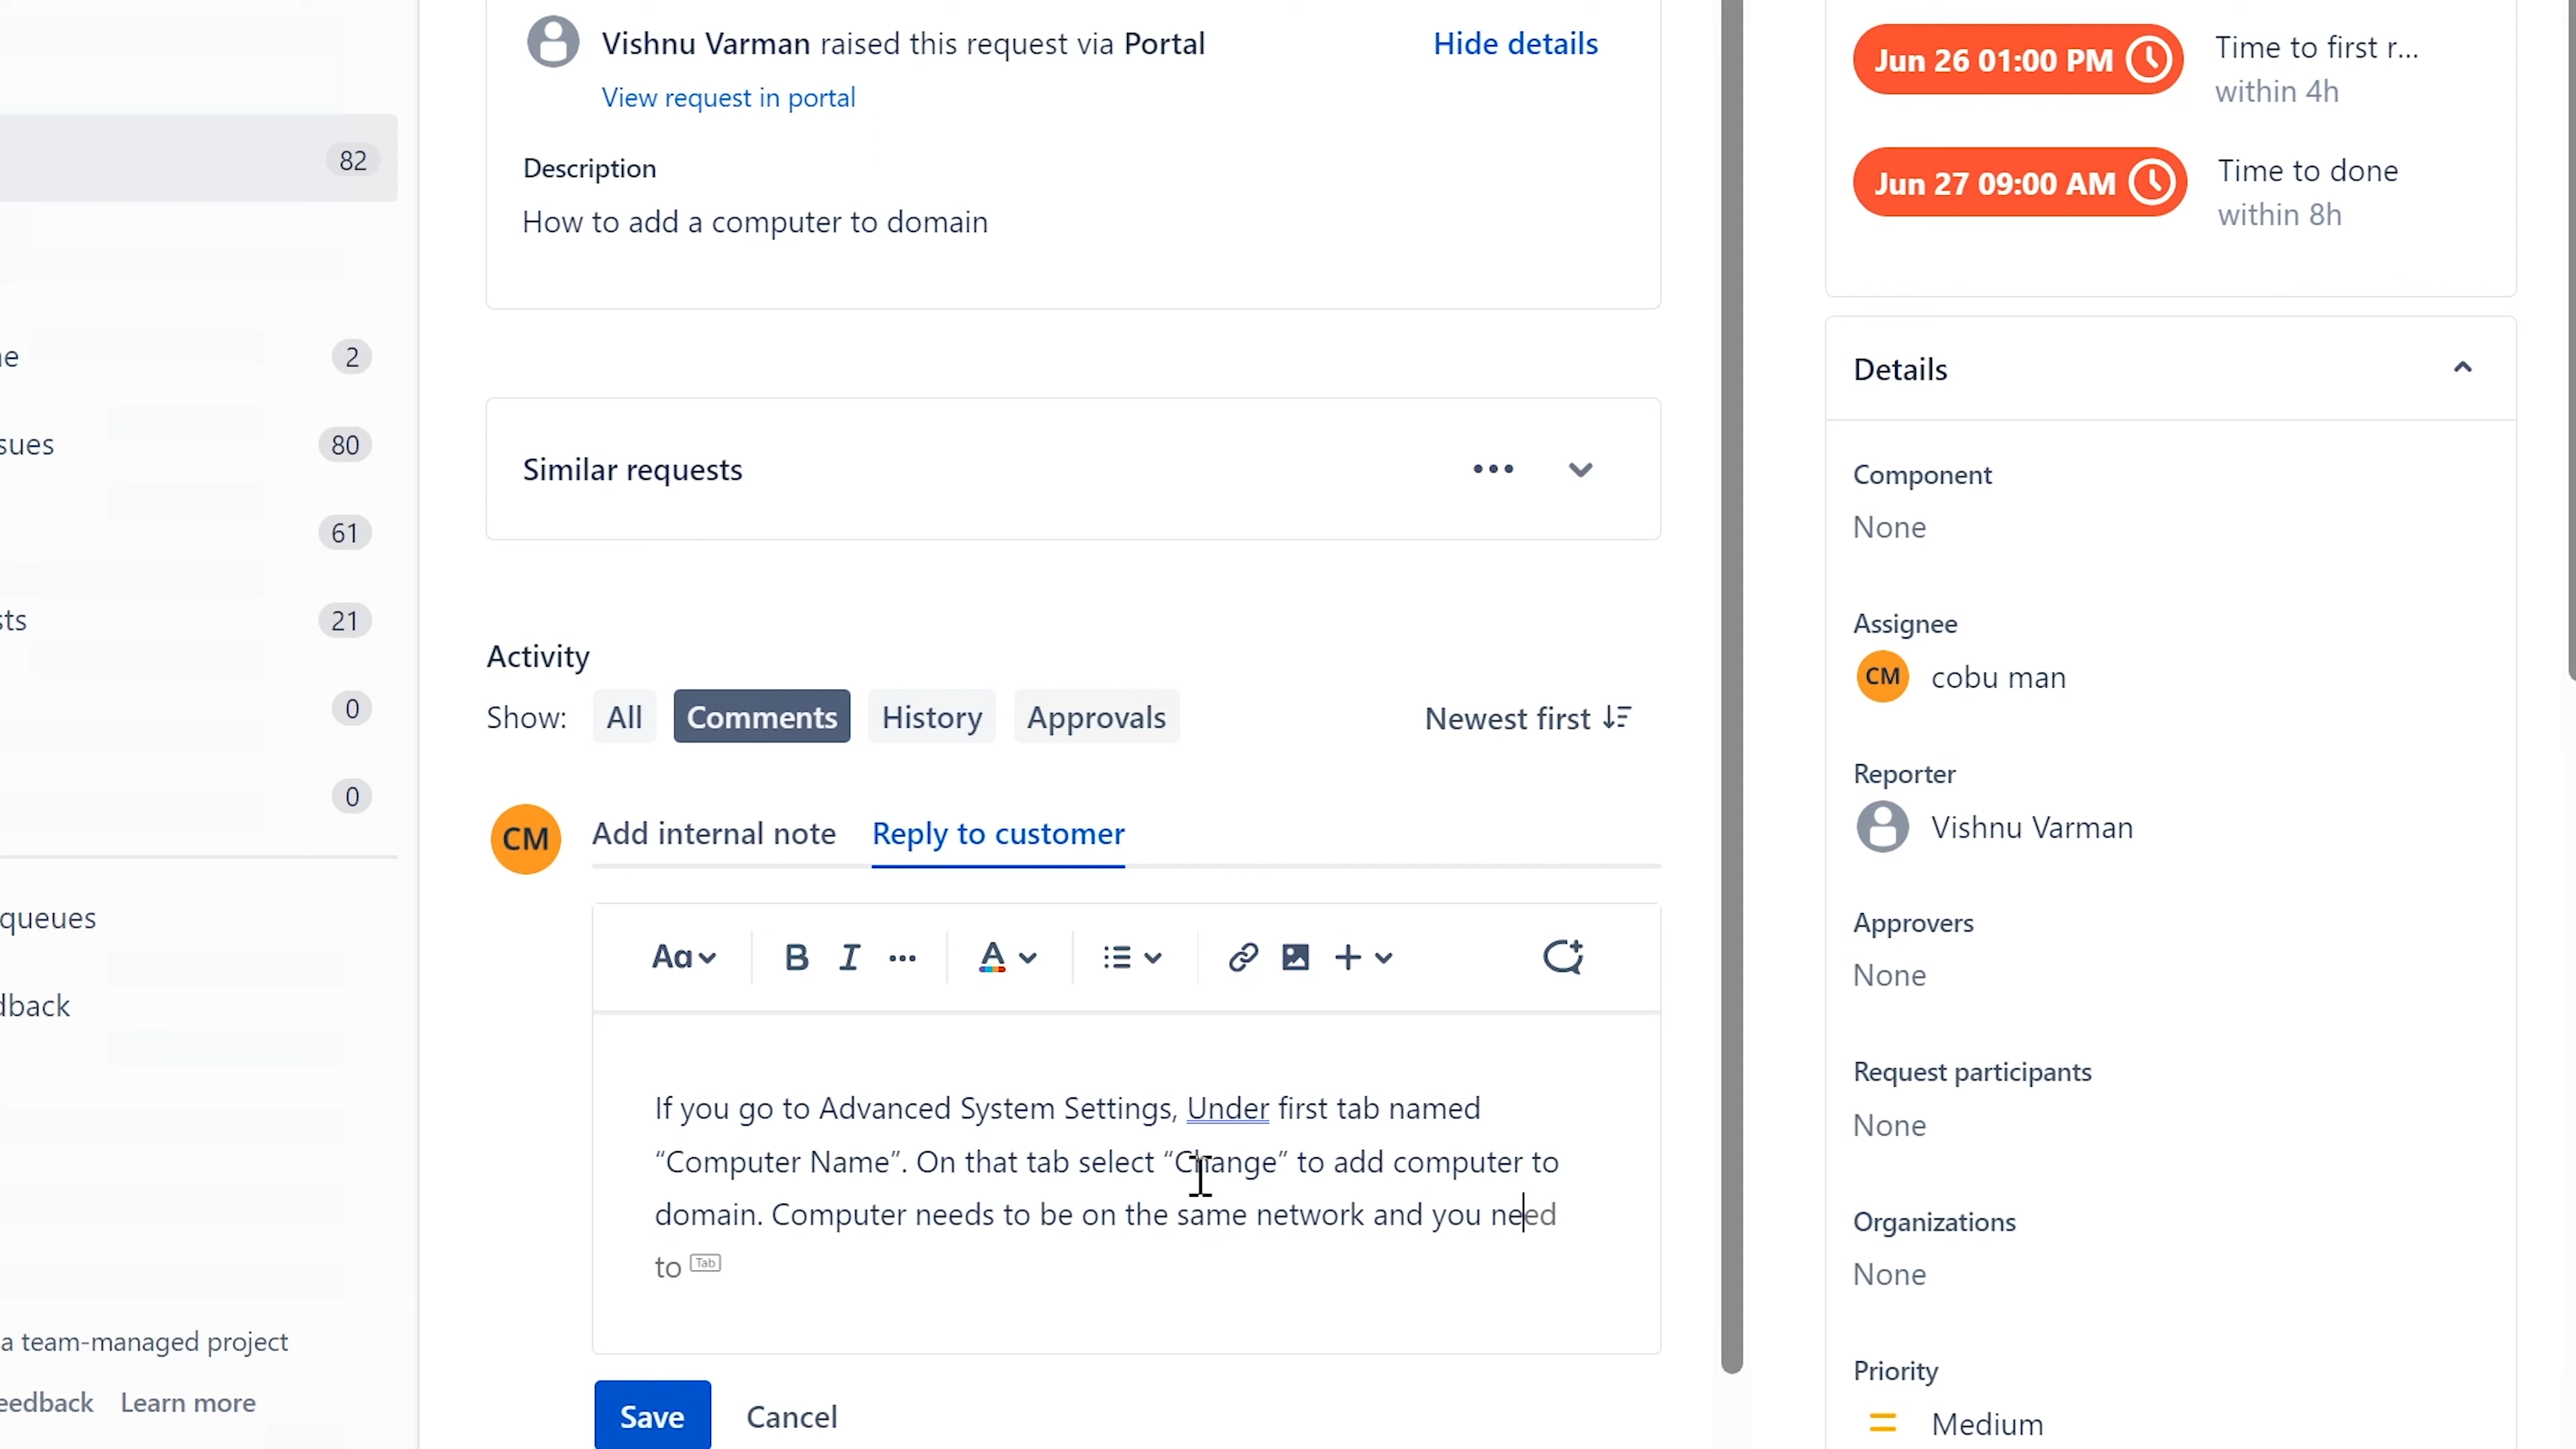 82
ne 2
sues 80
61
sts 21
0
0
queues
dback
a team-managed project
eedback Learn more
Vishnu Varman raised this request via Portal
Hide details
View request in portal
Description
How to add a computer to domain
Similar requests
Activity
Show: All Comments History Approvals
Newest first
CM Add internal note Reply to customer
Aa B I A
If you go to Advanced System Settings, Under first tab named
“Computer Name”. On that tab select “Change” to add computer to
domain. Computer needs to be on the same network and you need
to Tab
Save Cancel
Jun 26 01:00 PM Time to first r...
within 4h
Jun 27 09:00 AM Time to done
within 8h
Details
Component
None
Assignee
CM cobu man
Reporter
Vishnu Varman
Approvers
None
Request participants
None
Organizations
None
Priority
Medium